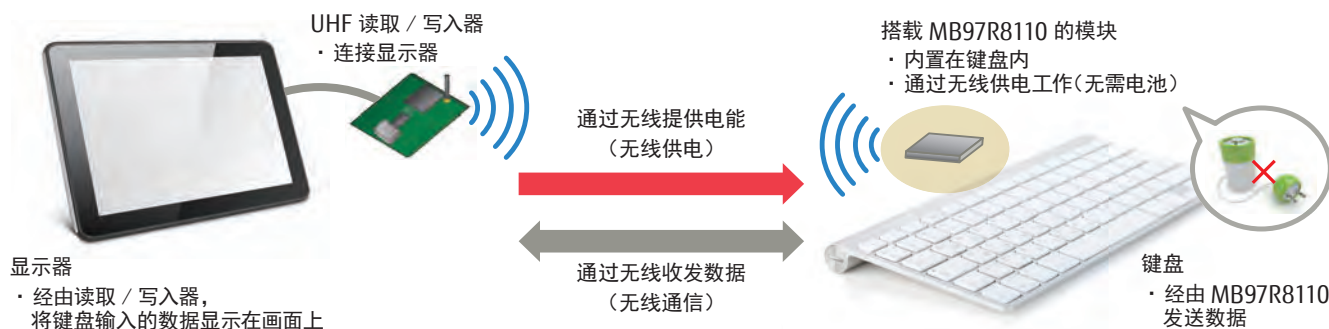 UHF 读取 / 写入器
· 连接显示器
搭载 MB97R8110 的模块
· 内置在键盘内
· 通过无线供电工作(无需电池)
通过无线提供电能
(无线供电)
通过无线收发数据
(无线通信)
显示器
· 经由读取 / 写入器，
将键盘输入的数据显示在画面上
键盘
· 经由 MB97R8110
发送数据